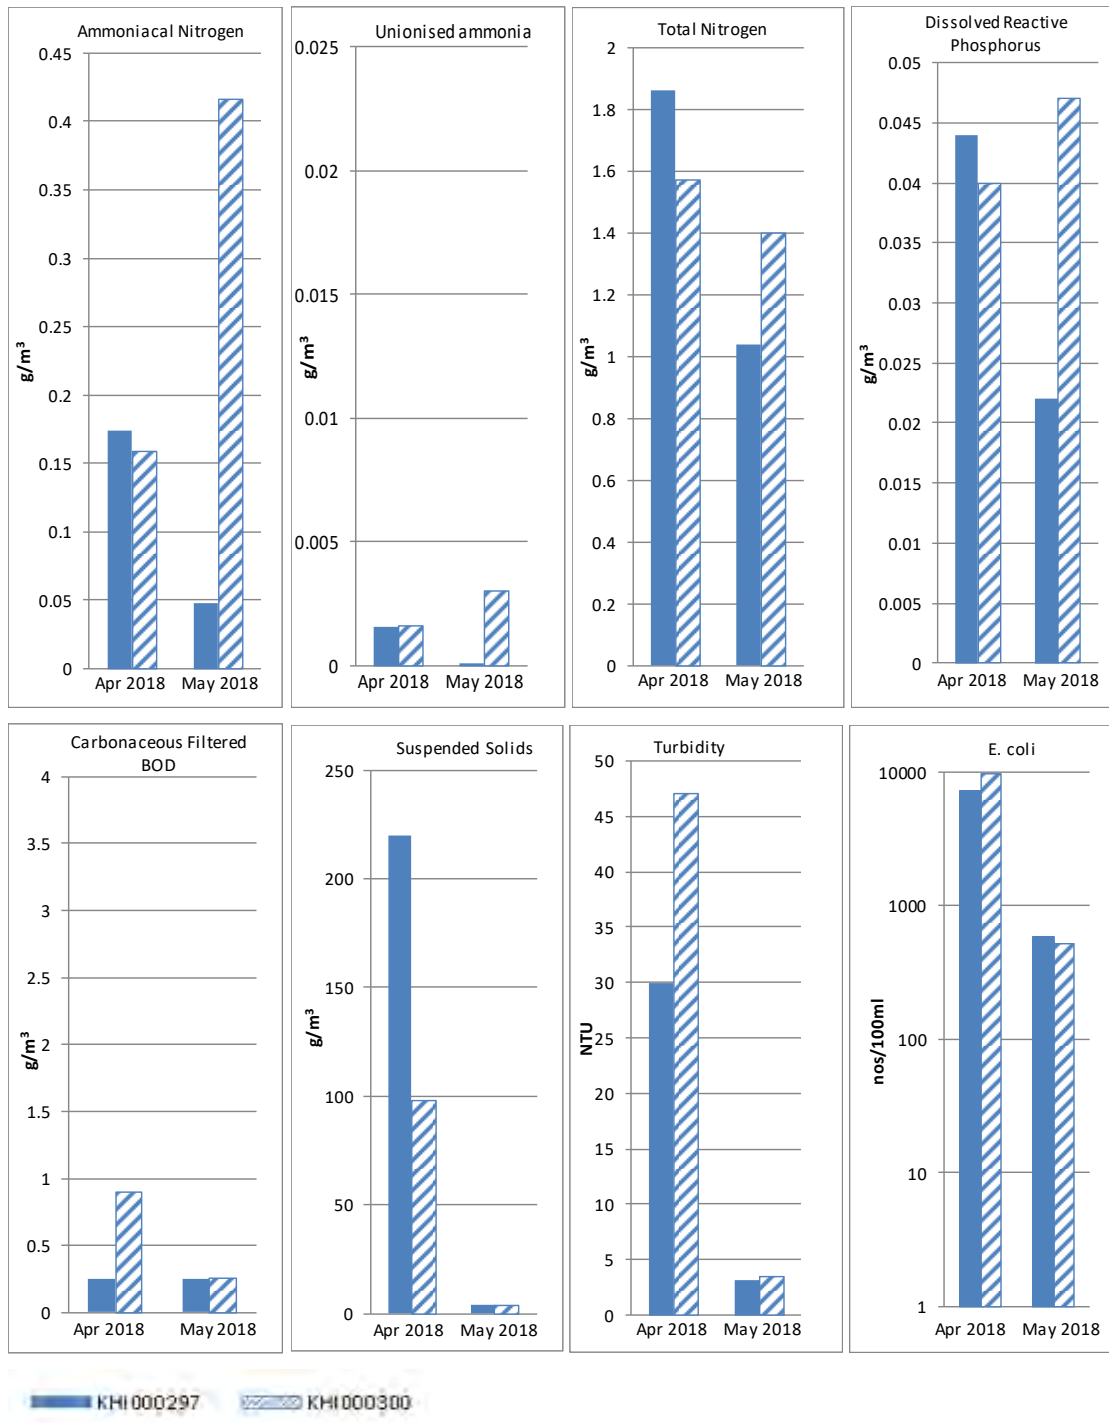 Ammoniacal Nitrogen
0.45
0.4
0.35
0.3
0.25
0.2
0.15
0.1
0.05
0
g/m³
Apr 2018 May 2018
Unionised ammonia
0.025
0.02
0.015
0.01
0.005
0
g/m³
Apr 2018 May 2018
Total Nitrogen
2
1.8
1.6
1.4
1.2
1
0.8
0.6
0.4
0.2
0
g/m³
Apr 2018 May 2018
Dissolved Reactive
Phosphorus
0.05
0.045
0.04
0.035
0.03
0.025
0.02
0.015
0.01
0.005
0
g/m³
Apr 2018 May 2018
Carbonaceous Filtered
BOD
4
3.5
3
2.5
2
1.5
1
0.5
0
g/m³
Apr 2018 May 2018
Suspended Solids
250
200
150
100
50
0
g/m³
Apr 2018 May 2018
Turbidity
50
45
40
35
30
25
20
15
10
5
0
NTU
Apr 2018 May 2018
E. coli
10000
1000
100
10
1
nos/100ml
Apr 2018 May 2018
KHI000297 KHI000300